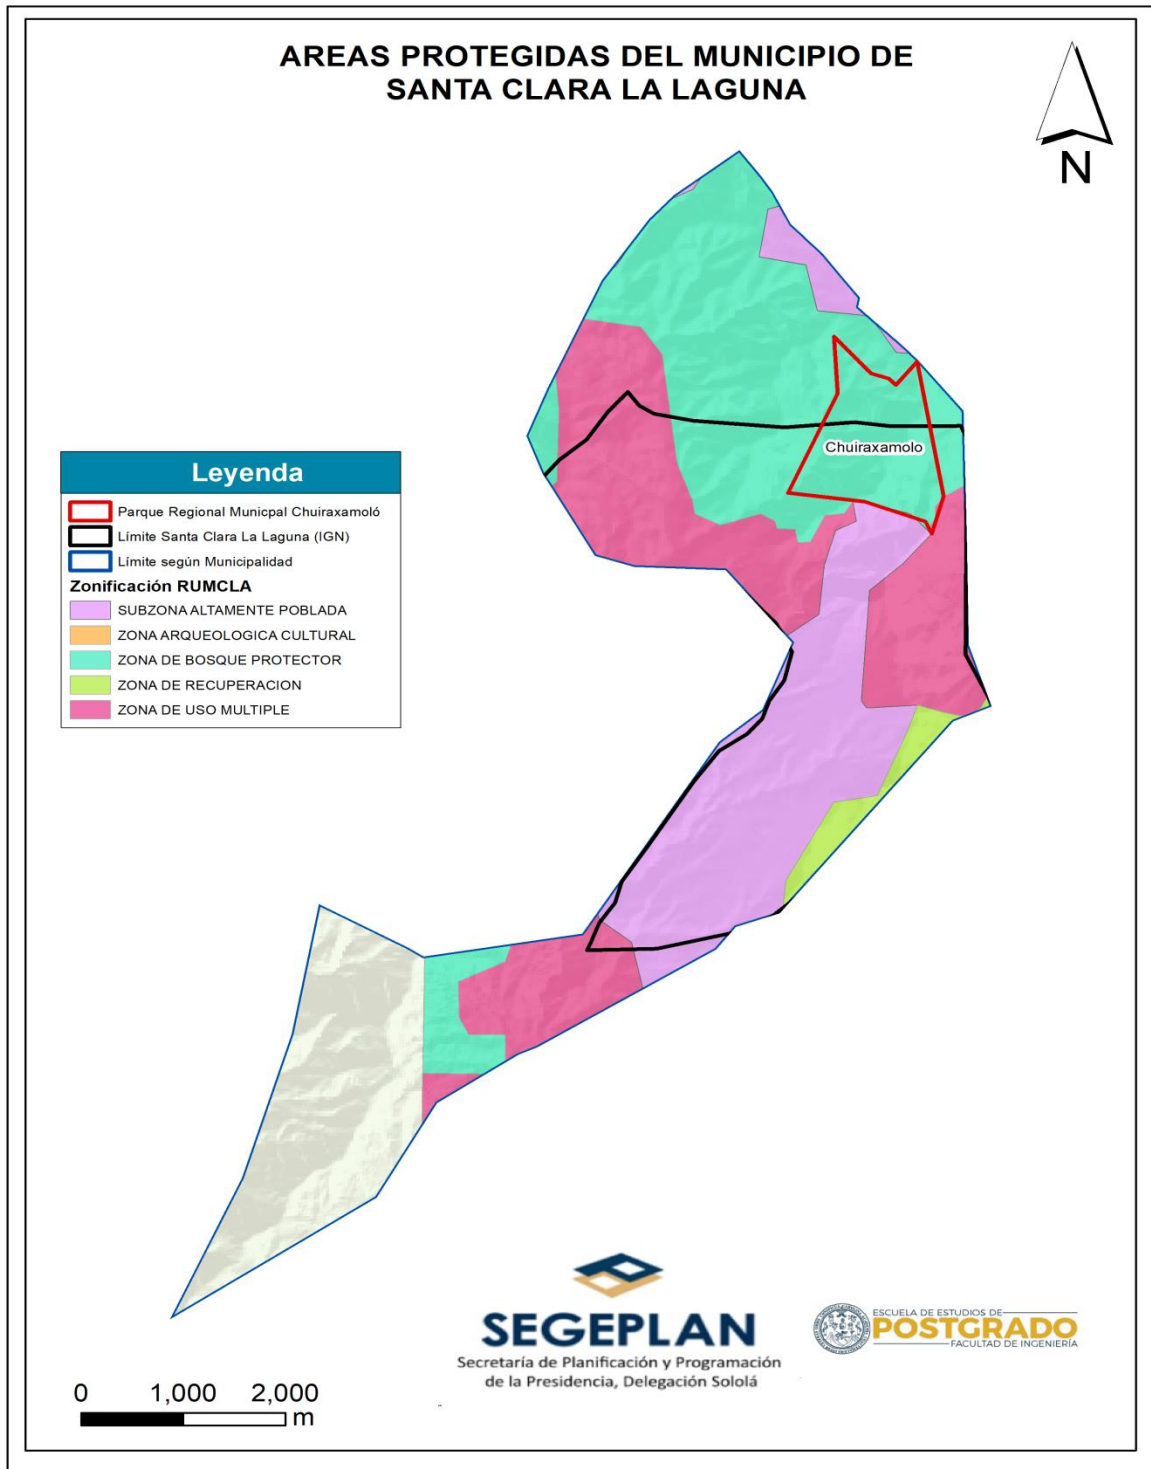 AREAS PROTEGIDAS DEL MUNICIPIO DE
SANTA CLARA LA LAGUNA
N
Chuiraxamolo
Leyenda
Parque Regional Municpal Chuiraxamoló
Límite Santa Clara La Laguna (IGN)
Límite según Municipalidad
Zonificación RUMCLA
SUBZONA ALTAMENTE POBLADA
ZONA ARQUEOLOGICA CULTURAL
ZONA DE BOSQUE PROTECTOR
ZONA DE RECUPERACION
ZONA DE USO MULTIPLE
SEGEPLAN
Secretaría de Planificación y Programación
de la Presidencia, Delegación Sololá
ESCUELA DE ESTUDIOS DE
POSTGRADO
FACULTAD DE INGENIERÍA
0 1,000 2,000
m